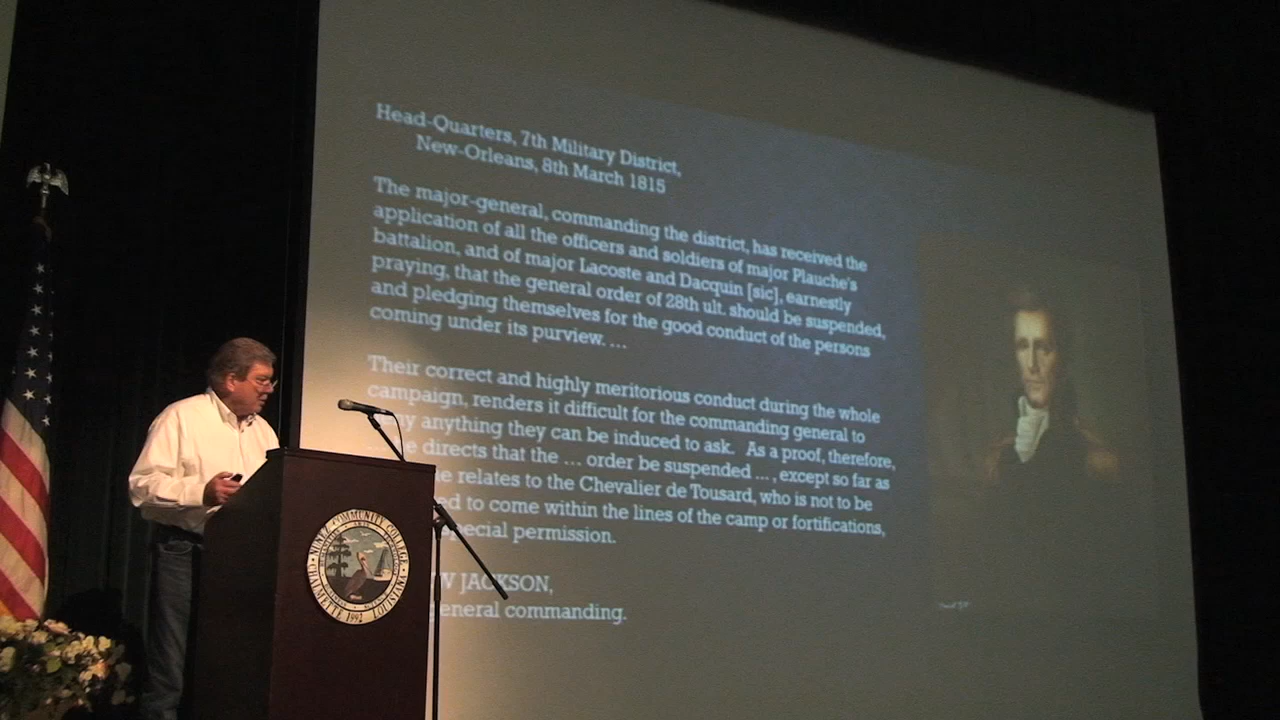 Head-Quarters, 7th Military District,
New-Orleans, 8th March 1815
The major-general, commanding the district, has received the
application of all the officers and soldiers of major Plauche's
battalion, and of major Lacoste and Dacquin [sic], earnestly
praying, that the general order of 28th ult. should be suspended,
and pledging themselves for the good conduct of the persons
coming under its purview. ...
Their correct and highly meritorious conduct during the whole
campaign, renders it difficult for the commanding general to
anything they can be induced to ask. As a proof, therefore,
directs that the ... order be suspended ... , except so far as
relates to the Chevalier de Tousard, who is not to be
to come within the lines of the camp or fortifications,
special permission.
W JACKSON,
general commanding.
NUNEZ COMMUNITY COLLEGE
CHALMETTE 1992 LOUISIANA